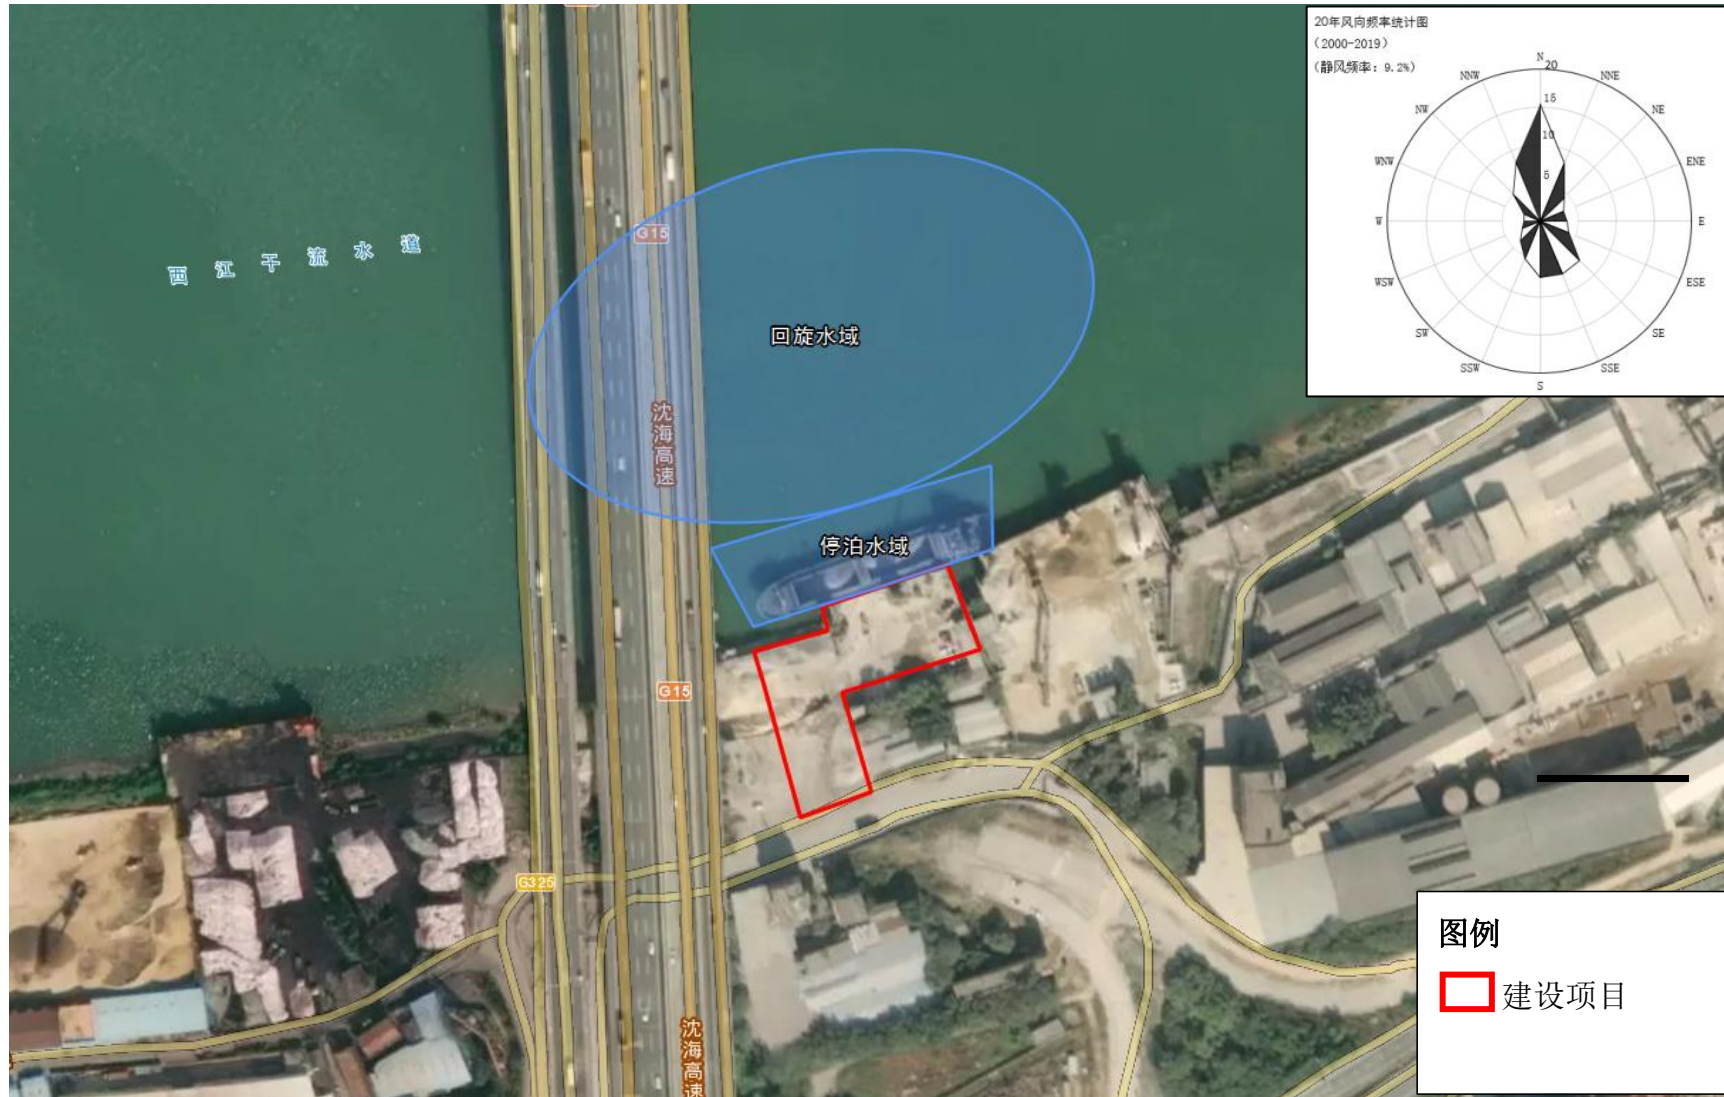 20年风向频率统计图
(2000-2019)
(静风频率: 9.2%)
N
20
NNW
NNE
15
NW
NE
10
WNW
ENE
5
W
E
WSW
ESE
SW
SE
SSW
SSE
S
G15
西江干流水道
回旋水域
沈海高速
停泊水域
G15
G325
图例
建设项目
沈海高速